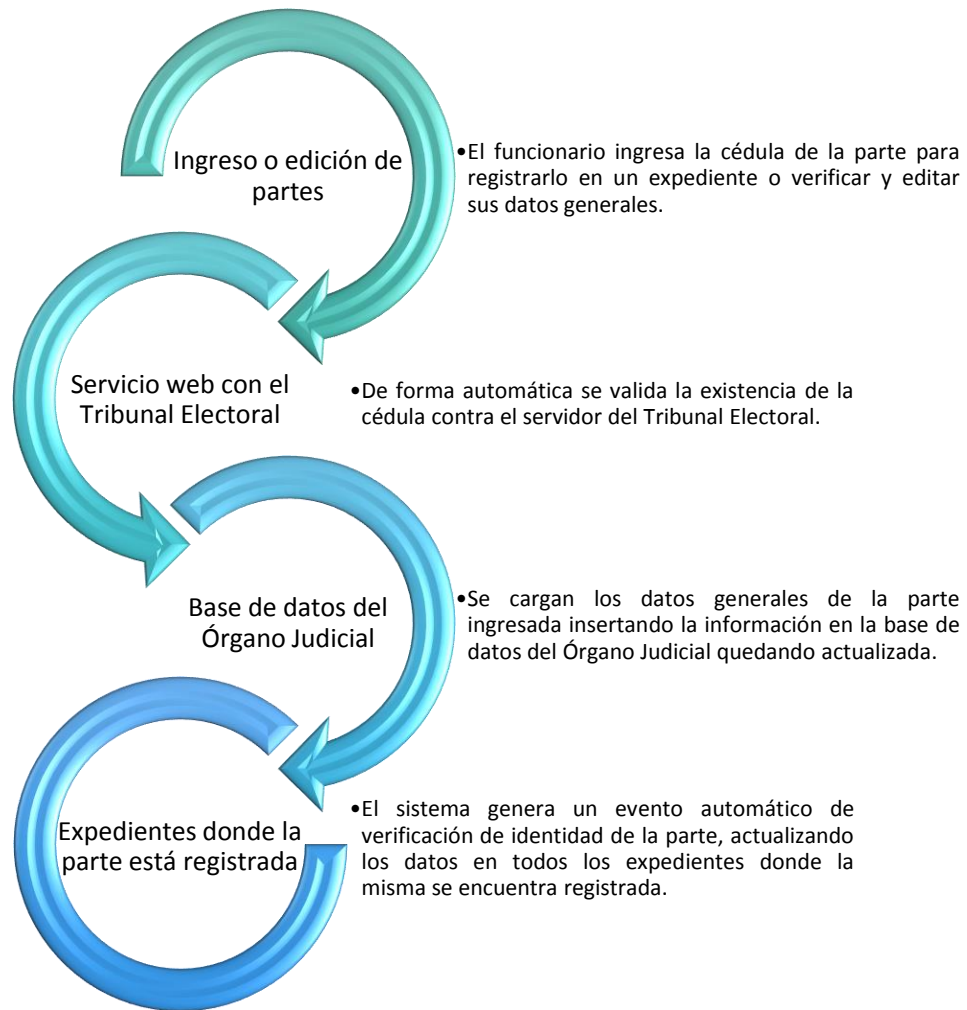 Ingreso o edición de
partes
•El funcionario ingresa la cédula de la parte para
registrarlo en un expediente o verificar y editar
sus datos generales.
Servicio web con el
Tribunal Electoral
•De forma automática se valida la existencia de la
cédula contra el servidor del Tribunal Electoral.
Base de datos del
Órgano Judicial
•Se cargan los datos generales de la parte
ingresada insertando la información en la base de
datos del Órgano Judicial quedando actualizada.
Expedientes donde la
parte está registrada
•El sistema genera un evento automático de
verificación de identidad de la parte, actualizando
los datos en todos los expedientes donde la
misma se encuentra registrada.